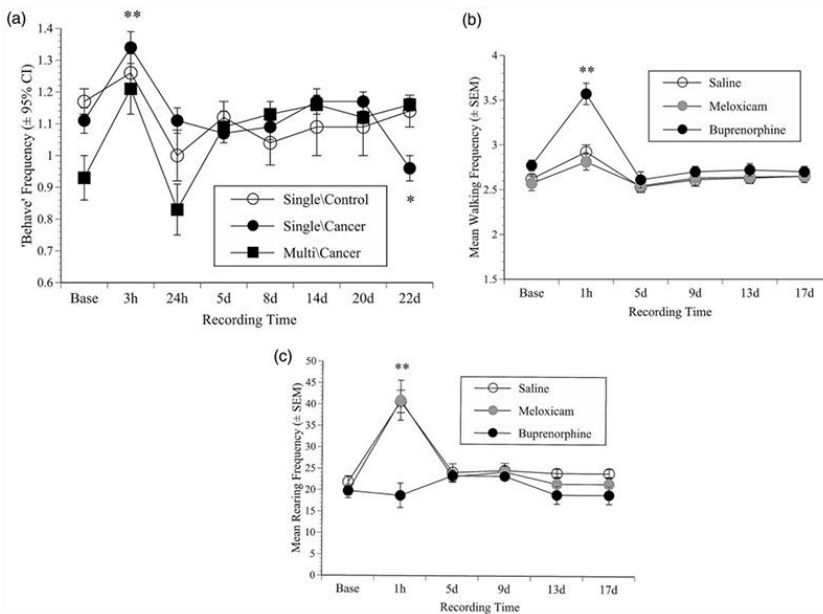 (a)
'Behave' Frequency (± 95% CI)
1.4
1.3
1.2
1.1
1
0.9
0.8
0.7
0.6
**
*
Single\Control
Single\Cancer
Multi\Cancer
Base 3h 24h 5d 8d 14d 20d 22d
Recording Time
(b)
Mean Walking Frequency (± SEM)
4
3.5
3
2.5
2
1.5
**
Saline
Meloxicam
Buprenorphine
Base 1h 5d 9d 13d 17d
Recording Time
(c)
Mean Rearing Frequency (± SEM)
50
45
40
35
30
25
20
15
10
5
0
**
Saline
Meloxicam
Buprenorphine
Base 1h 5d 9d 13d 17d
Recording Time